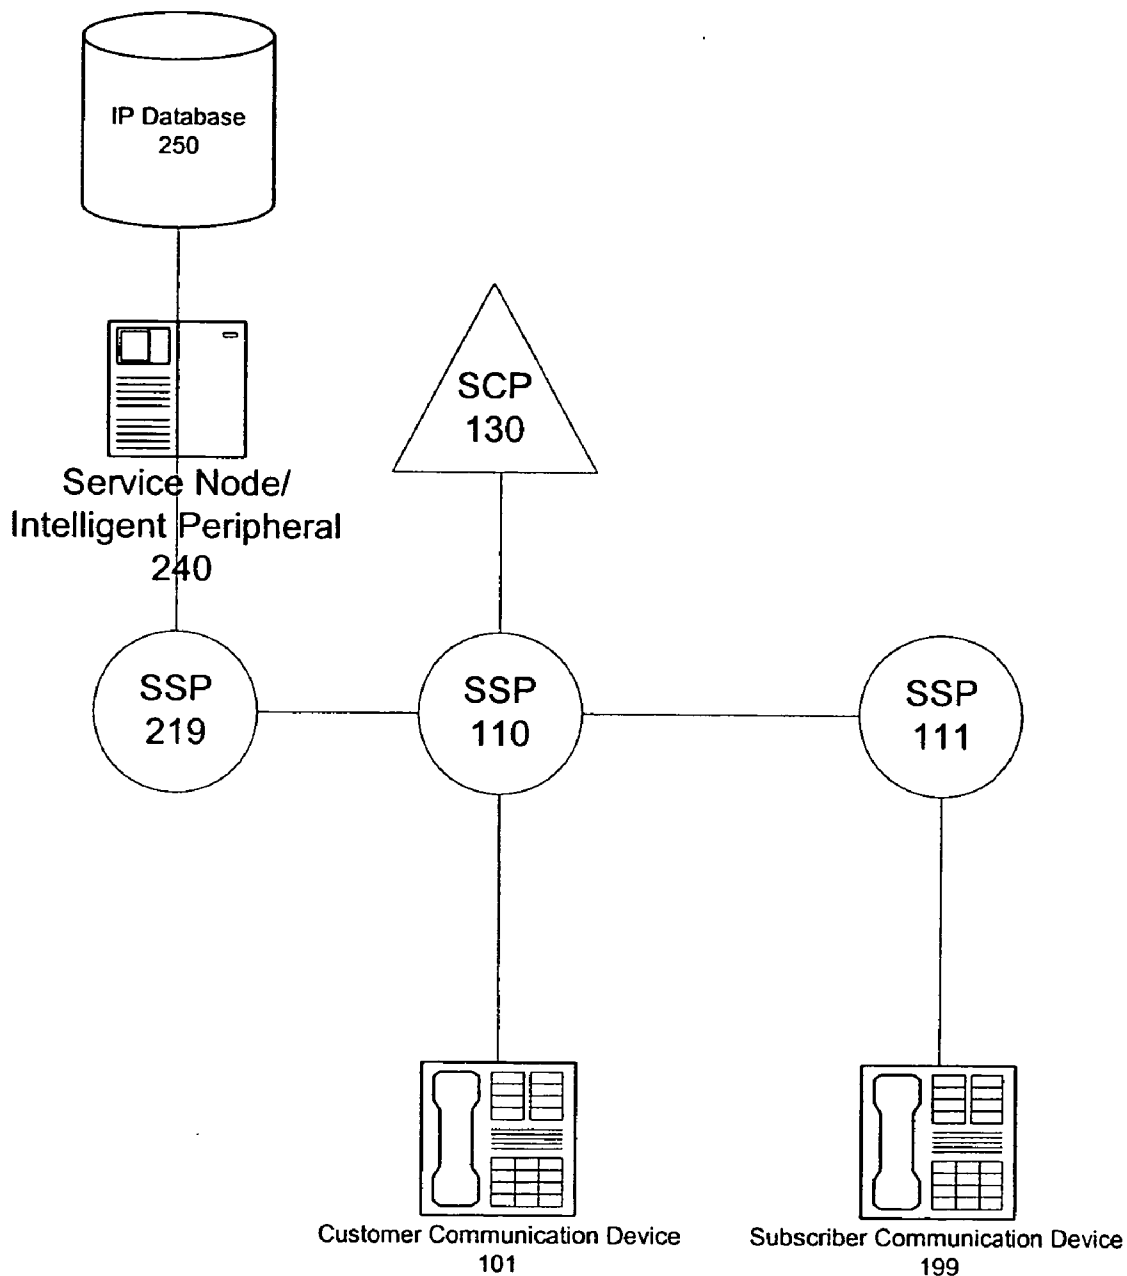 IP Database
250
SCP
130
Service Node/
Intelligent Peripheral
240
SSP
219
SSP
110
SSP
111
Customer Communication Device
101
Subscriber Communication Device
199